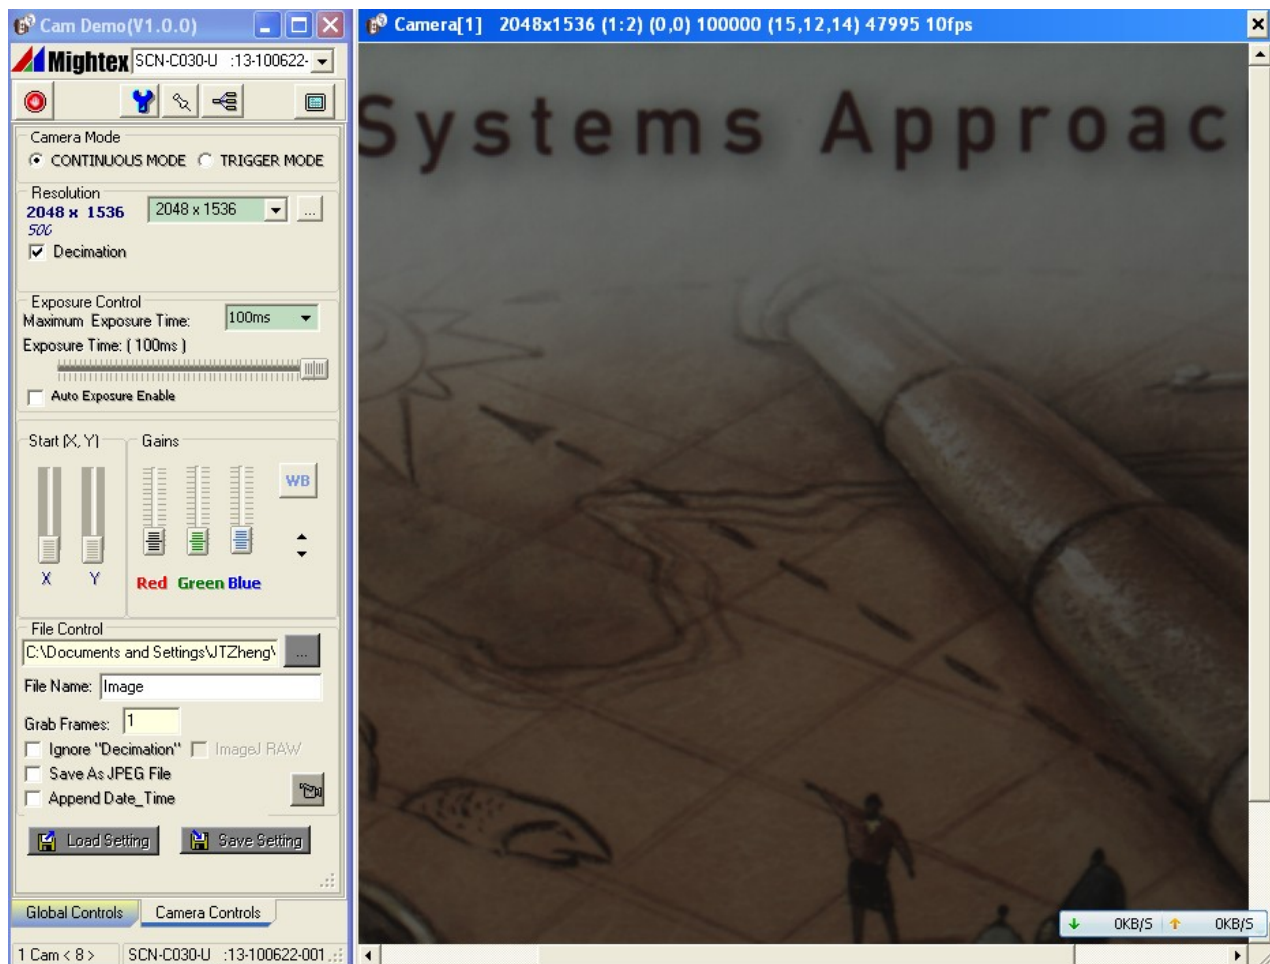 Cam Demo(V1.0.0)
Mightex SCN-C030-U :13-100622-
Camera Mode
CONTINUOUS MODE TRIGGER MODE
Resolution
2048 x 1536 2048 x 1536 ...
Decimation
Exposure Control
Maximum Exposure Time: 100ms
Exposure Time: ( 100ms )
Auto Exposure Enable
Start (X, Y) Gains
WB
X Y Red Green Blue
File Control
C:\Documents and Settings\JTZheng\ ...
File Name: Image
Grab Frames: 1
Ignore "Decimation" ImageJ RAW
Save As JPEG File
Append Date_Time
Load Setting Save Setting
Global Controls Camera Controls
1 Cam < 8 > SCN-C030-U :13-100622-001
Camera[1] 2048x1536 (1:2) (0,0) 100000 (15,12,14) 47995 10fps
Systems Approac
0KB/S 0KB/S